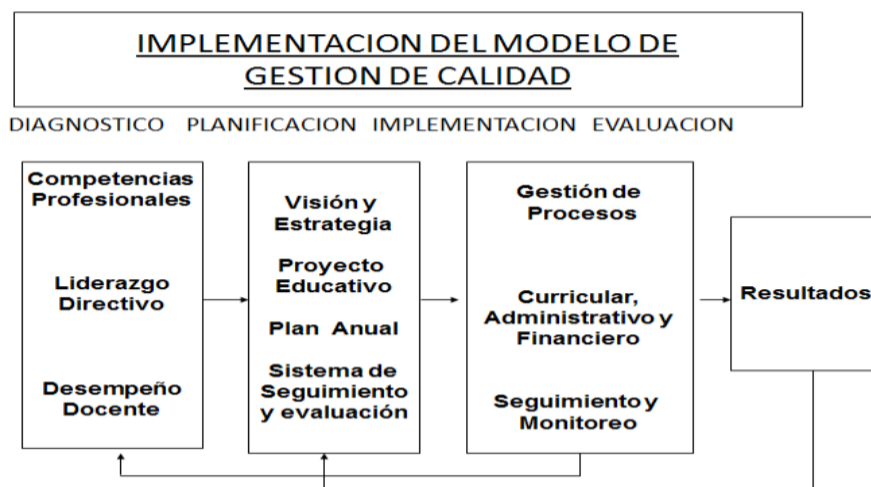 IMPLEMENTACION DEL MODELO DE
GESTION DE CALIDAD
DIAGNOSTICO PLANIFICACION IMPLEMENTACION EVALUACION
Competencias
Profesionales
Liderazgo
Directivo
Desempeño
Docente
Visión y
Estrategia
Proyecto
Educativo
Plan Anual
Sistema de
Seguimiento
y evaluación
Gestión de
Procesos
Curricular,
Administrativo y
Financiero
Seguimiento y
Monitoreo
Resultados